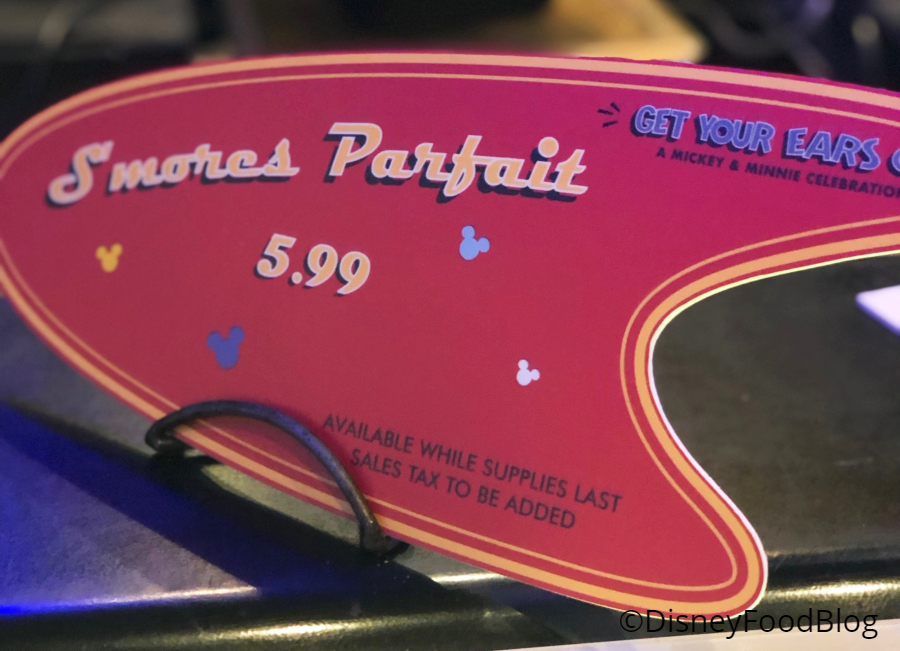 S'mores Parfait
5.99
GET YOUR EARS
A MICKEY & MINNIE CELEBRATION
AVAILABLE WHILE SUPPLIES LAST
SALES TAX TO BE ADDED
©DisneyFoodBlog